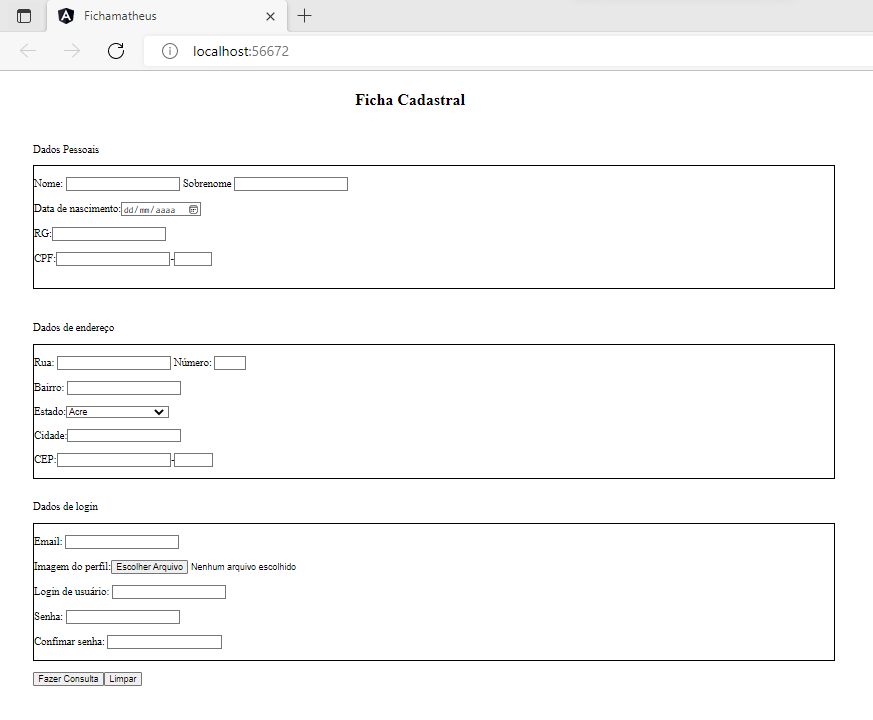 Fichamatheus
localhost:56672
Ficha Cadastral
Dados Pessoais
Nome: Sobrenome
Data de nascimento: dd/mm/aaaa
RG:
CPF: -
Dados de endereço
Rua: Número:
Bairro:
Estado: Acre
Cidade:
CEP: -
Dados de login
Email:
Imagem do perfil: Escolher Arquivo Nenhum arquivo escolhido
Login de usuário:
Senha:
Confimar senha:
Fazer Consulta Limpar